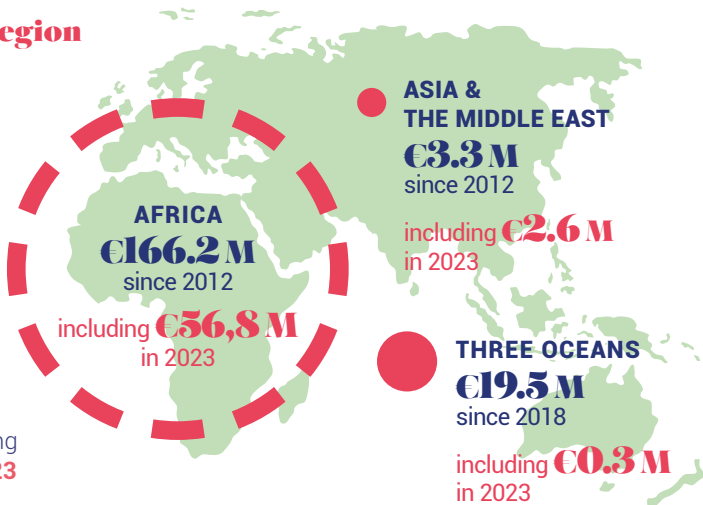 ASIA &
THE MIDDLE EAST
€3.3 M
since 2012
including €2.6 M
in 2023
AFRICA
€166.2 M
since 2012
including €56,8 M
in 2023
THREE OCEANS
€19.5 M
since 2018
including €0.3 M
in 2023